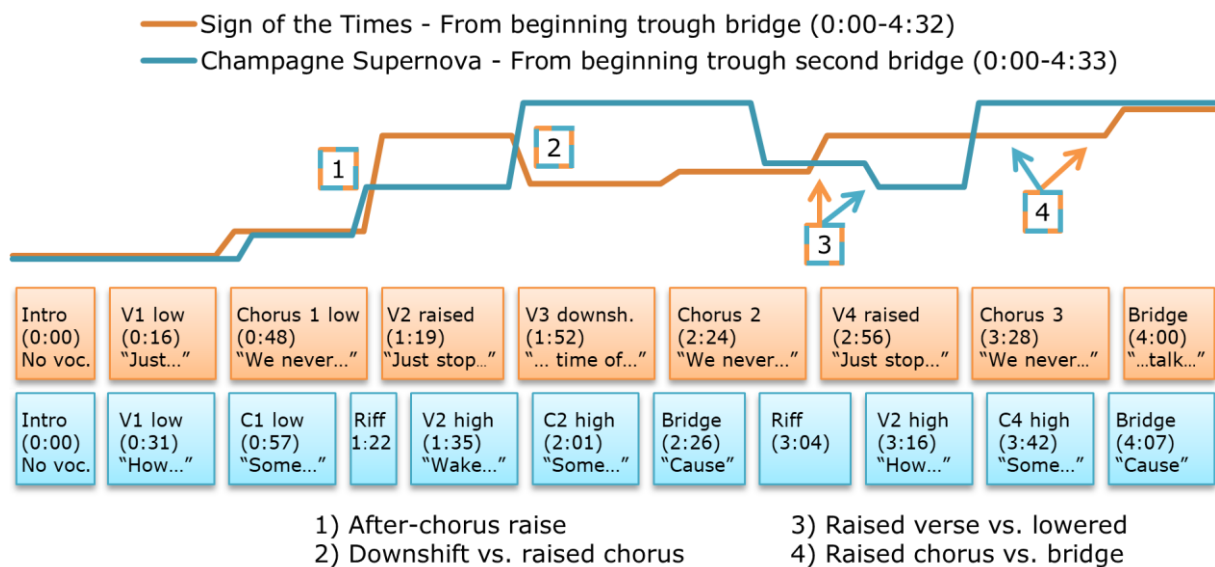 Sign of the Times - From beginning trough bridge (0:00-4:32)
Champagne Supernova - From beginning trough second bridge (0:00-4:33)
1
2
3
4
Intro
(0:00)
No voc.
V1 low
(0:16)
“Just...”
Chorus 1 low
(0:48)
“We never...”
V2 raised
(1:19)
“Just stop…”
V3 downsh.
(1:52)
“... time of...”
Chorus 2
(2:24)
“We never...”
V4 raised
(2:56)
“Just stop...”
Chorus 3
(3:28)
“We never...”
Bridge
(4:00)
“...talk...”
Intro
(0:00)
No voc.
V1 low
(0:31)
“How...”
C1 low
(0:57)
“Some...”
Riff
1:22
V2 high
(1:35)
“Wake...”
C2 high
(2:01)
“Some...”
Bridge
(2:26)
“Cause”
Riff
(3:04)
V2 high
(3:16)
“How...”
C4 high
(3:42)
“Some...”
Bridge
(4:07)
“Cause”
1) After-chorus raise
2) Downshift vs. raised chorus
3) Raised verse vs. lowered
4) Raised chorus vs. bridge